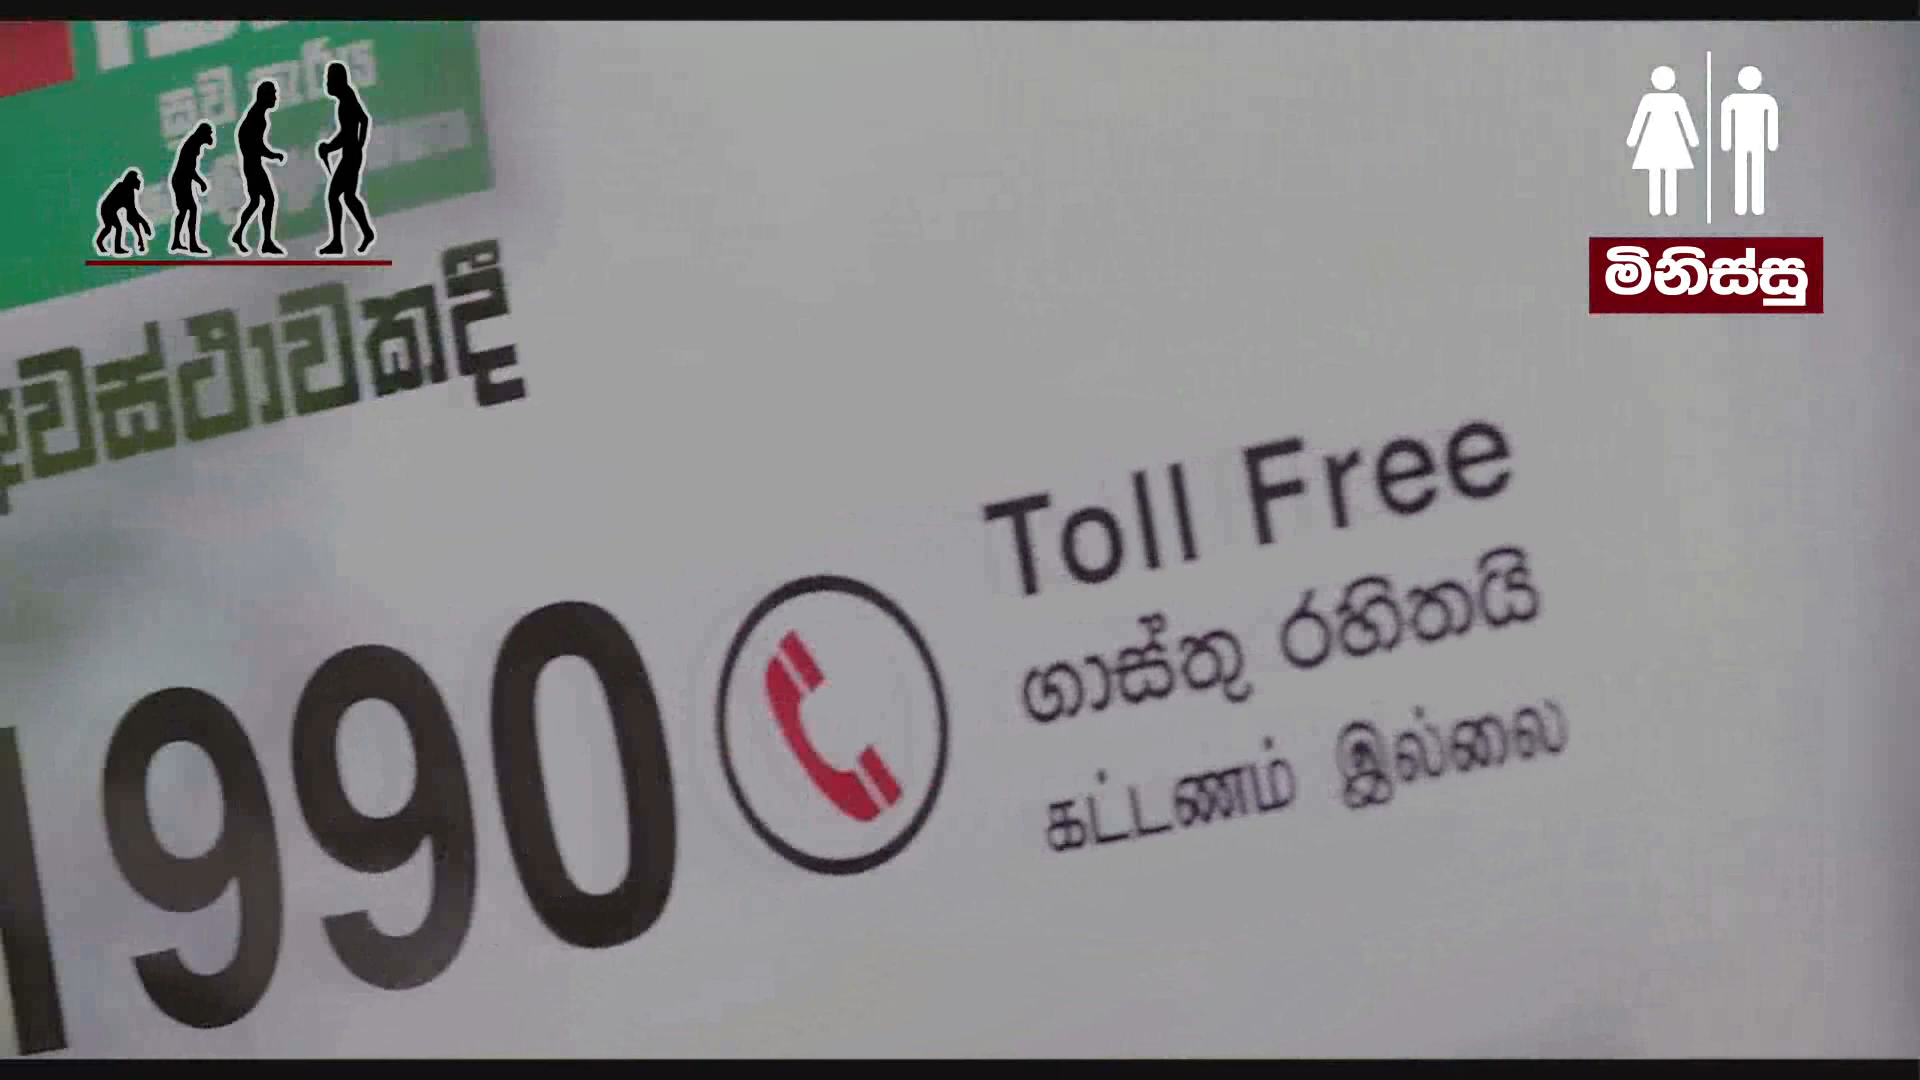 මිනිස්සු
අවස්ථාවකදී
1990
Toll Free
ගාස්තු රහිතයි
கட்டணம் இல்லை